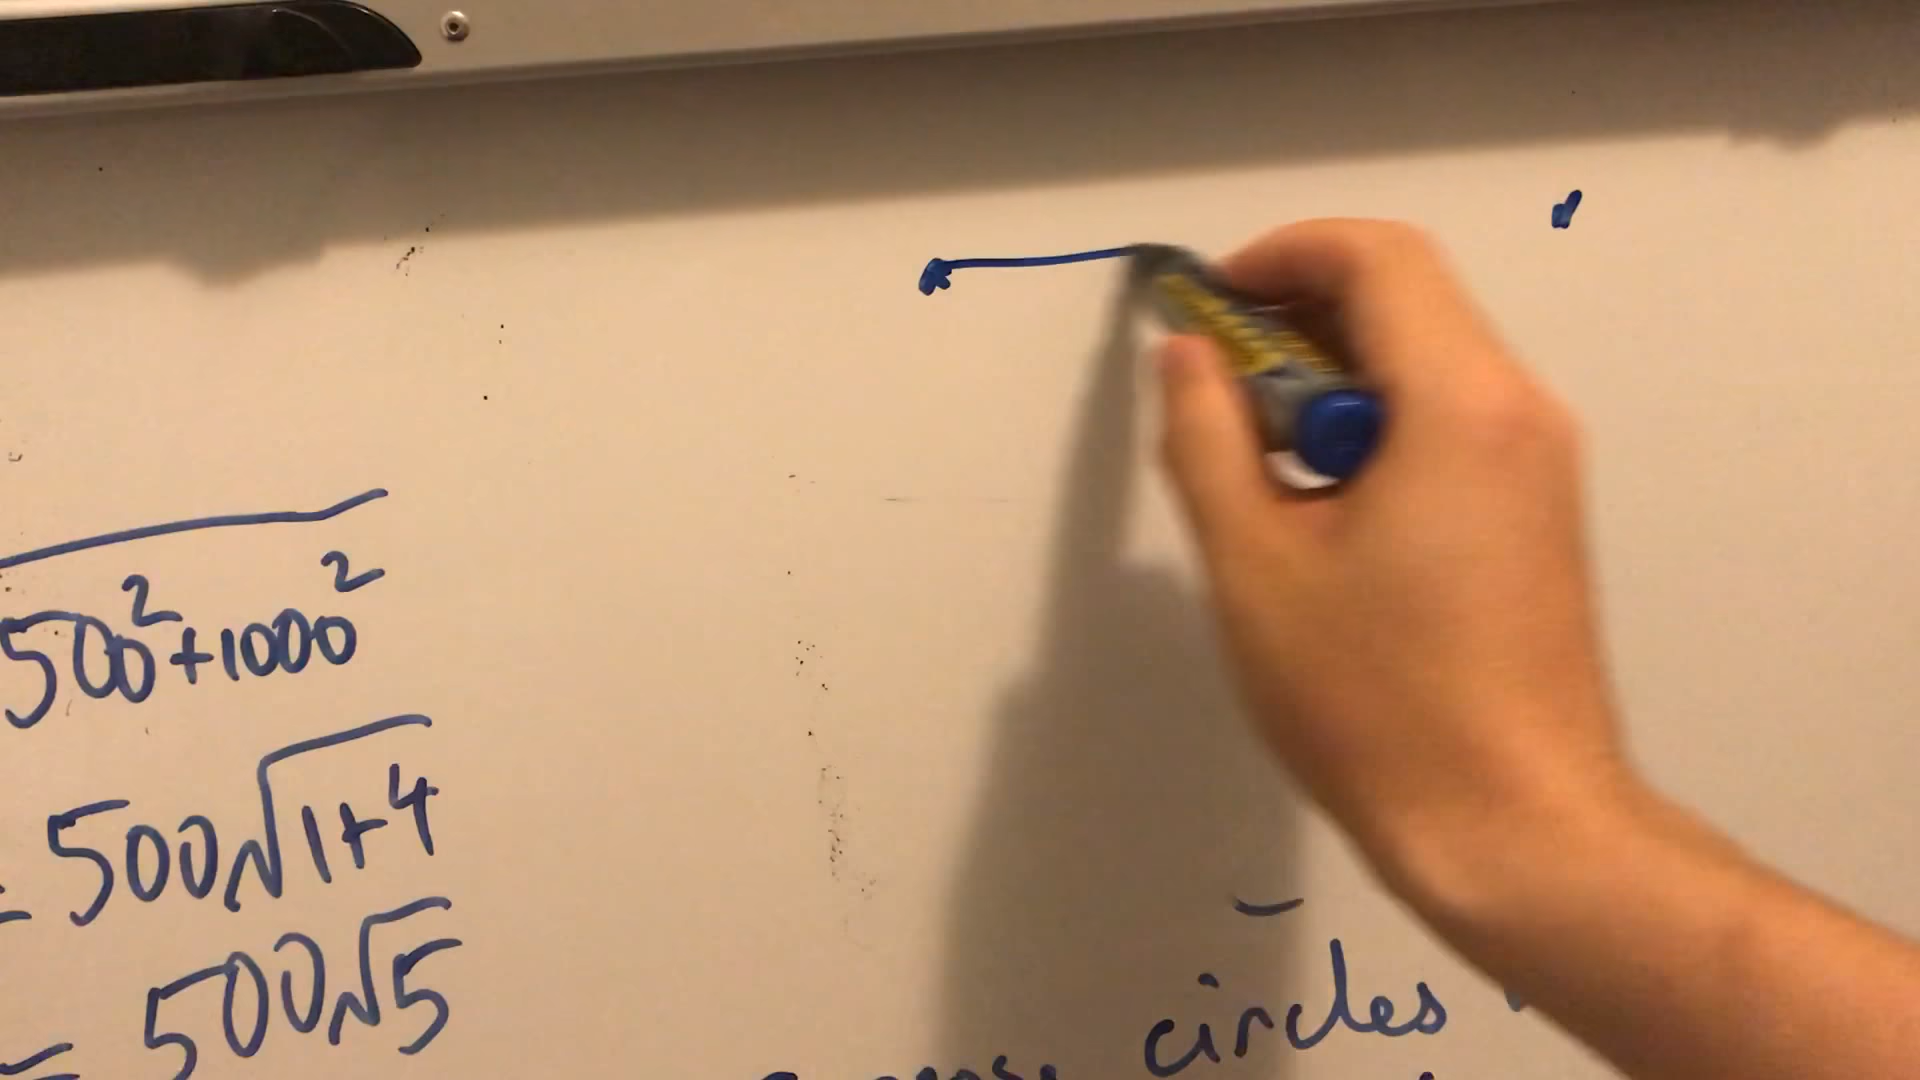 500²+1000²
= 500√1+4
= 500√5
circles